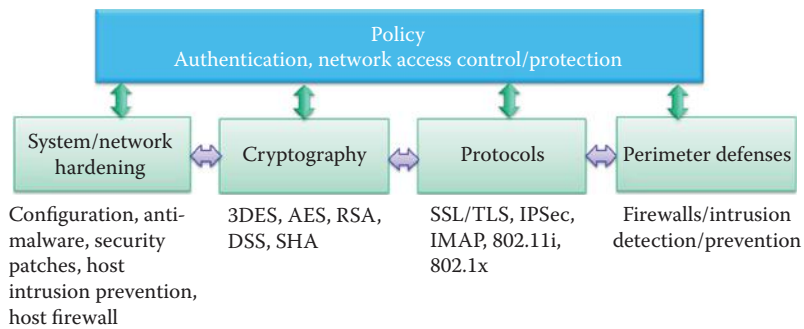 Policy
Authentication, network access control/protection
System/network
hardening
Cryptography
Protocols
Perimeter defenses
Configuration, anti-
malware, security
patches, host
intrusion prevention,
host firewall
3DES, AES, RSA,
DSS, SHA
SSL/TLS, IPSec,
IMAP, 802.11i,
802.1x
Firewalls/intrusion
detection/prevention